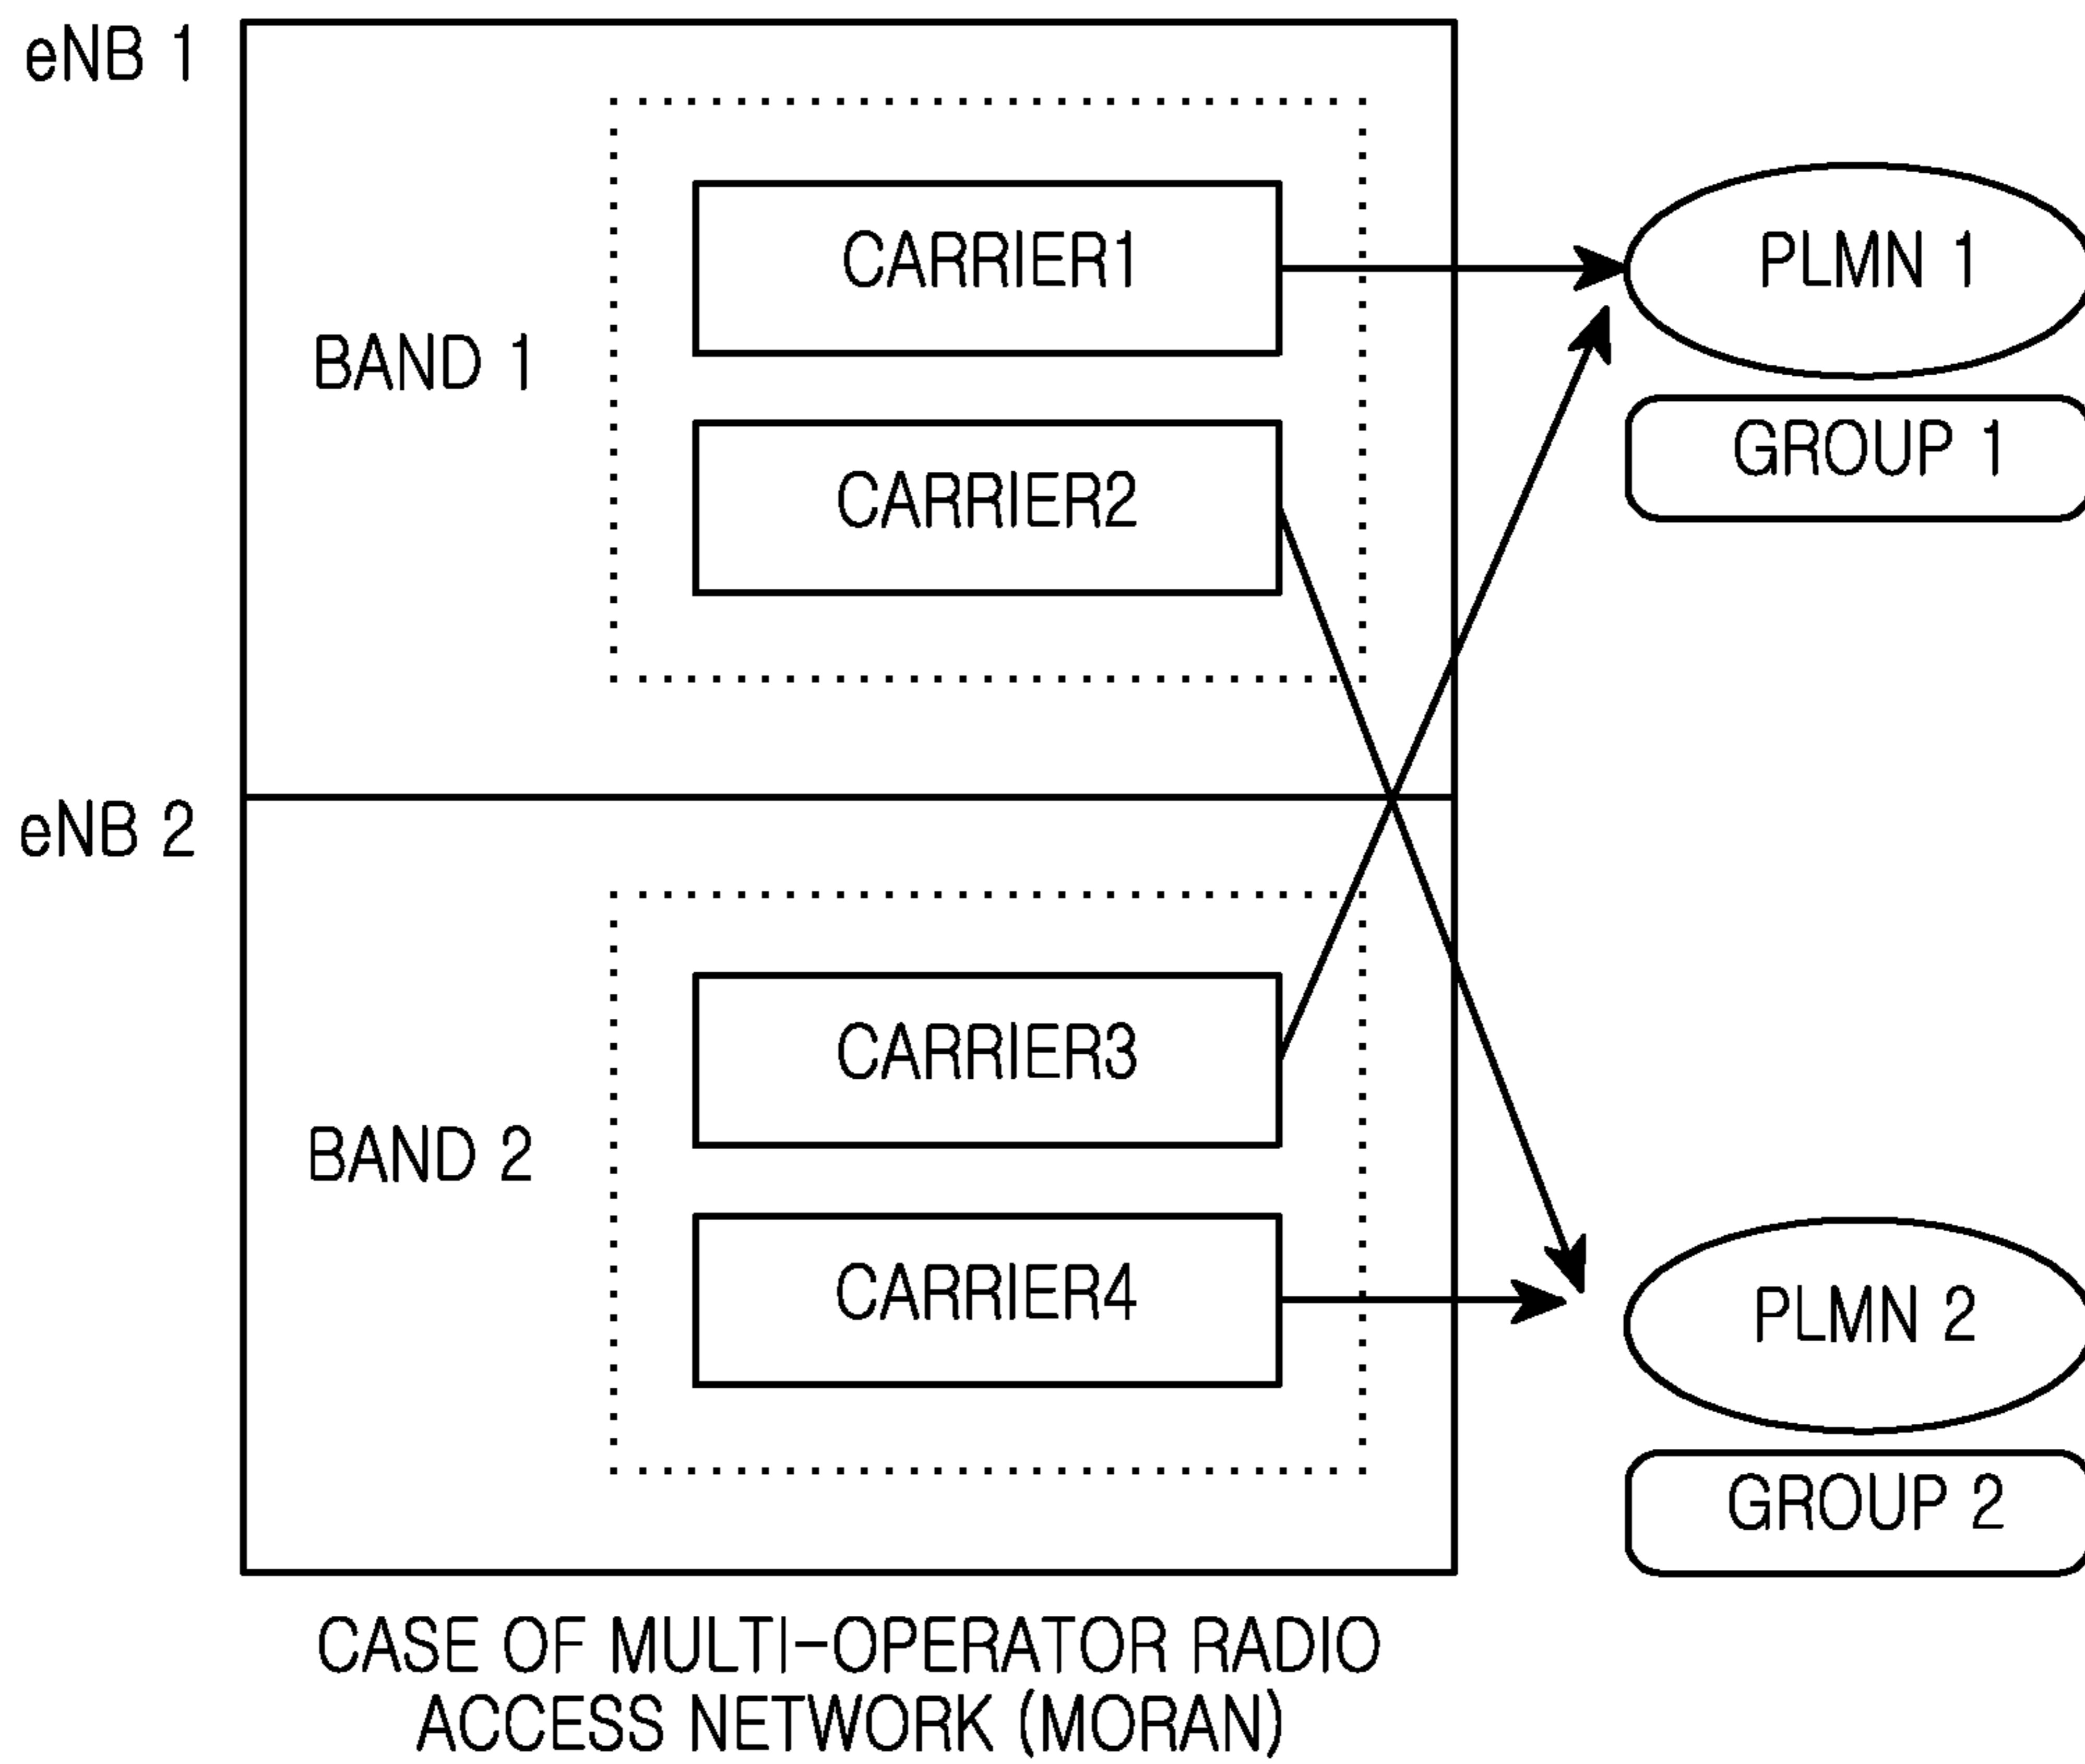 eNB 1
CARRIER1
PLMN 1
BAND 1
GROUP 1
CARRIER2
eNB 2
CARRIER3
BAND 2
CARRIER4
PLMN 2
GROUP 2
CASE OF MULTI-OPERATOR RADIO
ACCESS NETWORK (MORAN)